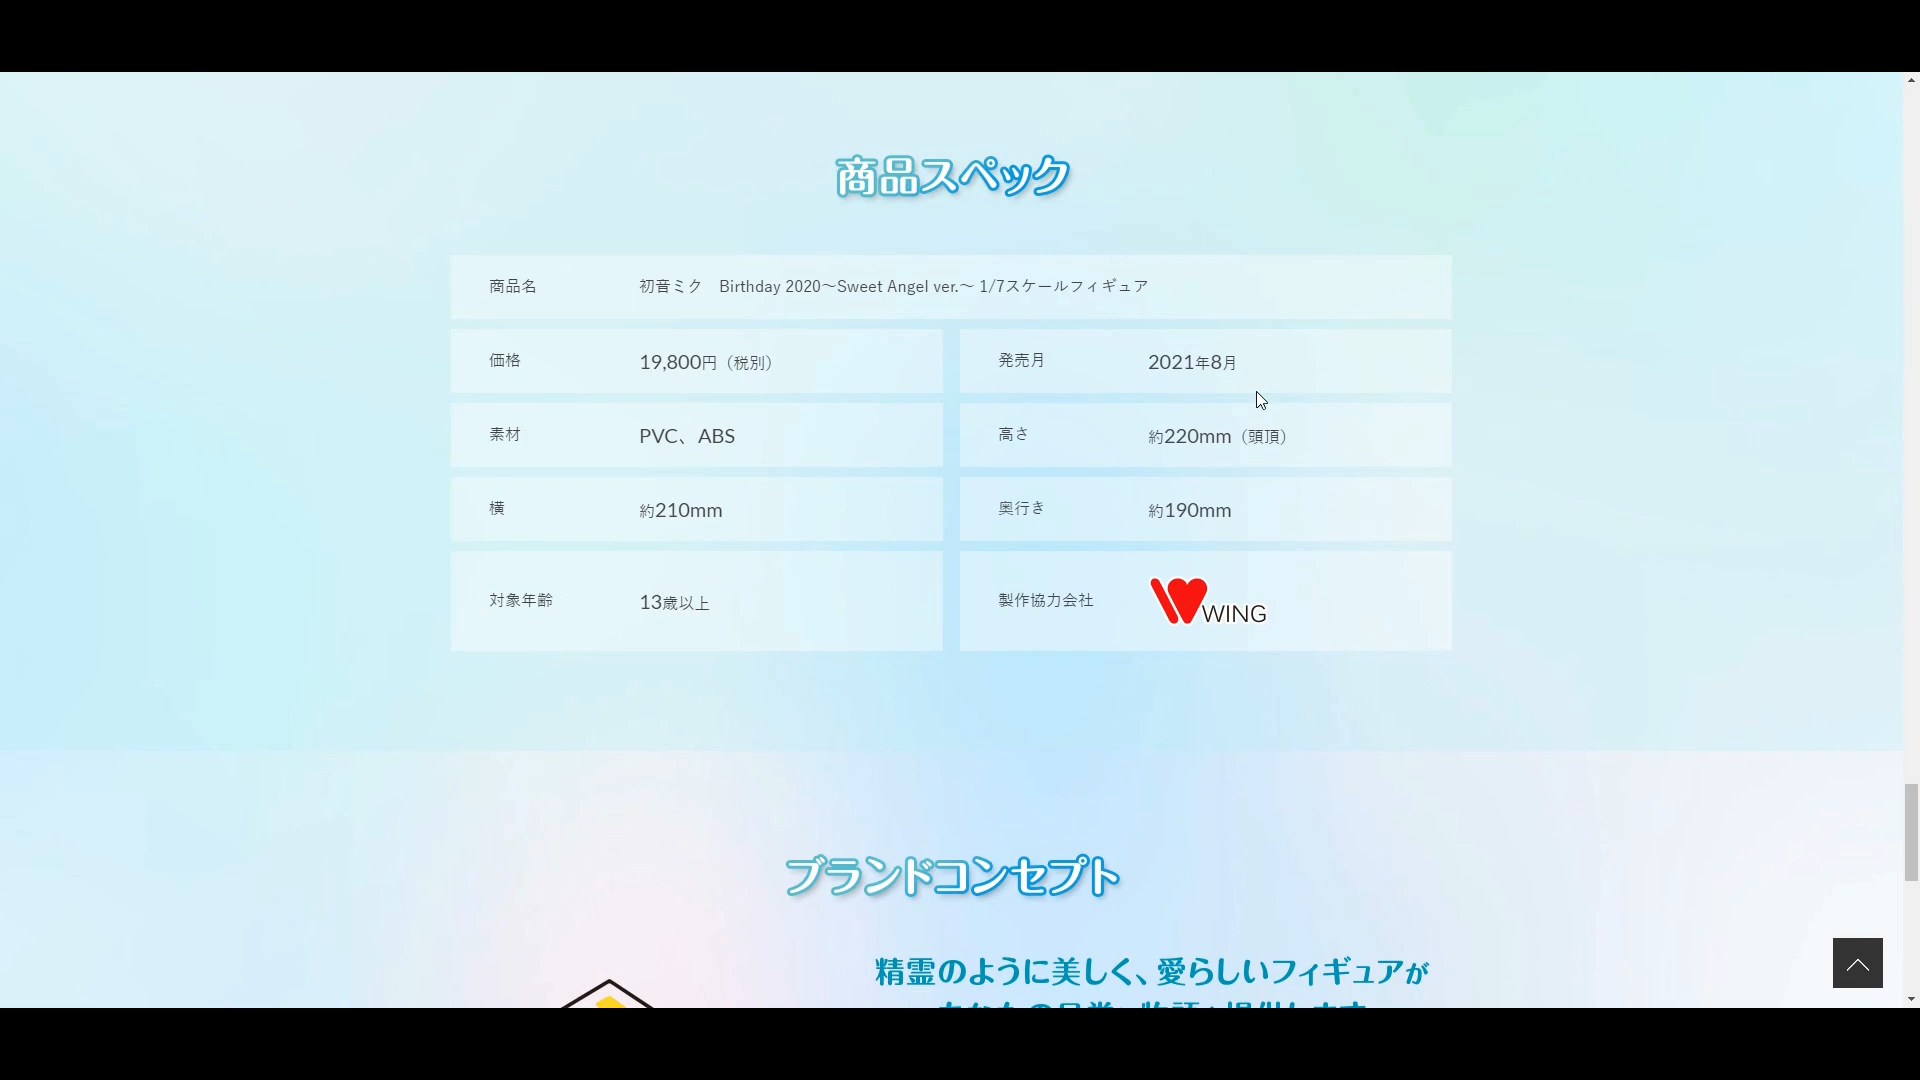 商品スペック
商品名 初音ミク Birthday 2020～Sweet Angel ver.～ 1/7スケールフィギュア
価格 19,800円（税別） 発売月 2021年8月
素材 PVC、ABS 高さ 約220mm（頭頂）
横 約210mm 奥行き 約190mm
対象年齢 13歳以上 製作協力会社 WING
ブランドコンセプト
精霊のように美しく、愛らしいフィギュアが